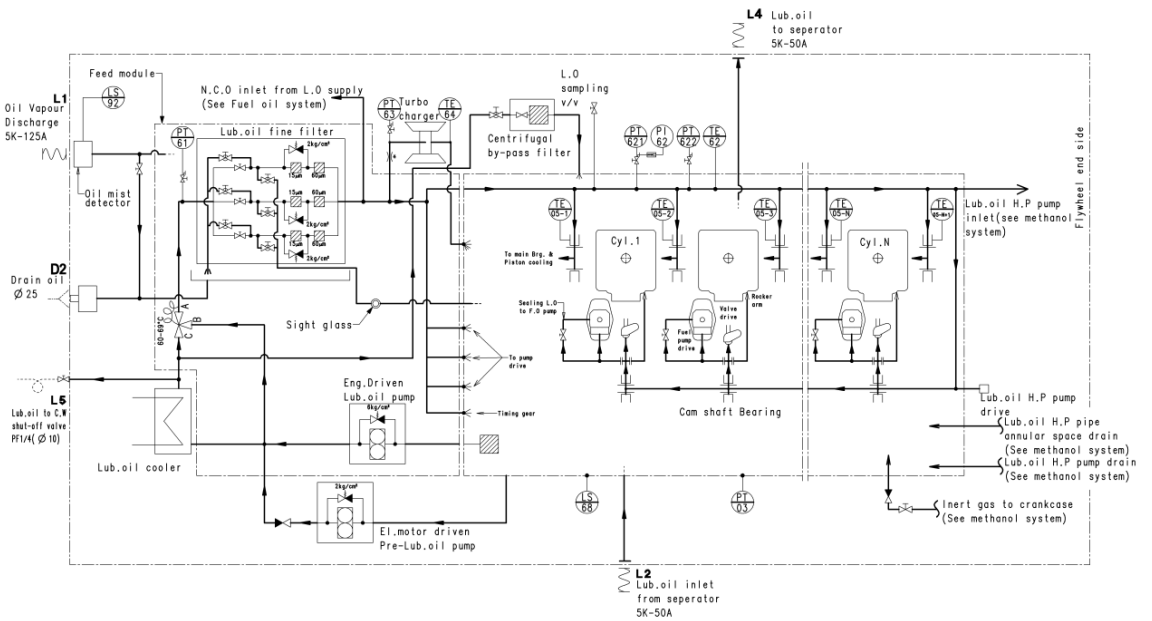 L4 Lub.oil
to seperator
5K-50A
Feed module
LS
92
L1
Oil Vapour
Discharge
5K-125A
Oil mist
detector
N.C.O inlet from L.O supply
(See Fuel oil system)
PT
61
Lub.oil fine filter
2kg/cm²
15µm
60µm
15µm
60µm
2kg/cm²
15µm
60µm
2kg/cm²
PT
63
Turbo
charger
TE
64
L.O
sampling
v/v
Centrifugal
by-pass filter
PT
621
PI
62
PT
622
TE
62
Flywheel end side
Lub.oil H.P pump
inlet(see methanol
system)
TE
05-1
TE
05-2
TE
05-3
TE
05-N
TE
05-N+1
Cyl.1
Cyl.N
To main Brg. &
Piston cooling
Sealing L.O
to F.O pump
Valve
drive
Rocker
arm
Fuel
pump
drive
D2
Drain oil
Ø 25
60-69°C
A
B
C
Sight glass
To pump
drive
Timing gear
Cam shaft Bearing
L5
Lub.oil to C.W
shut-off valve
PF1/4( Ø 10)
Lub.oil cooler
Eng.Driven
Lub.oil pump
6kg/cm²
Lub.oil H.P pump
drive
Lub.oil H.P pipe
annular space drain
(See methanol system)
Lub.oil H.P pump drain
(See methanol system)
Inert gas to crankcase
(See methanol system)
2kg/cm²
El.motor driven
Pre-Lub.oil pump
LS
68
PT
03
L2
Lub.oil inlet
from seperator
5K-50A